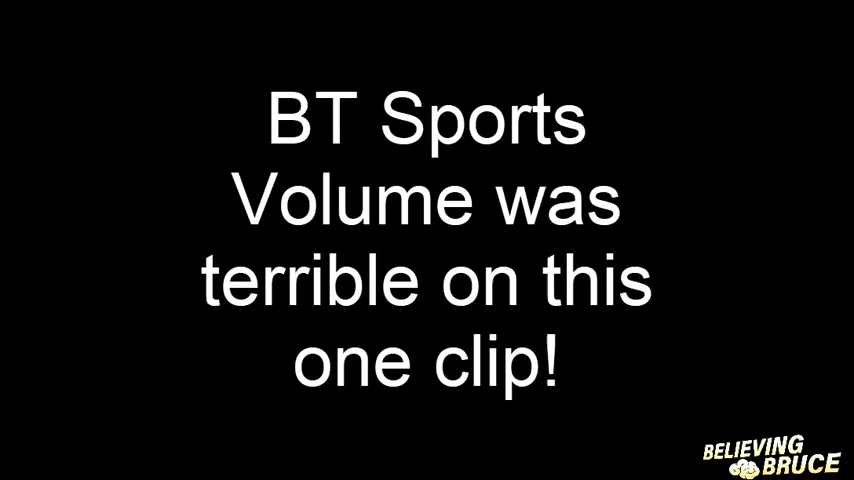 BT Sports
Volume was
terrible on this
one clip!
BELIEVING
BRUCE